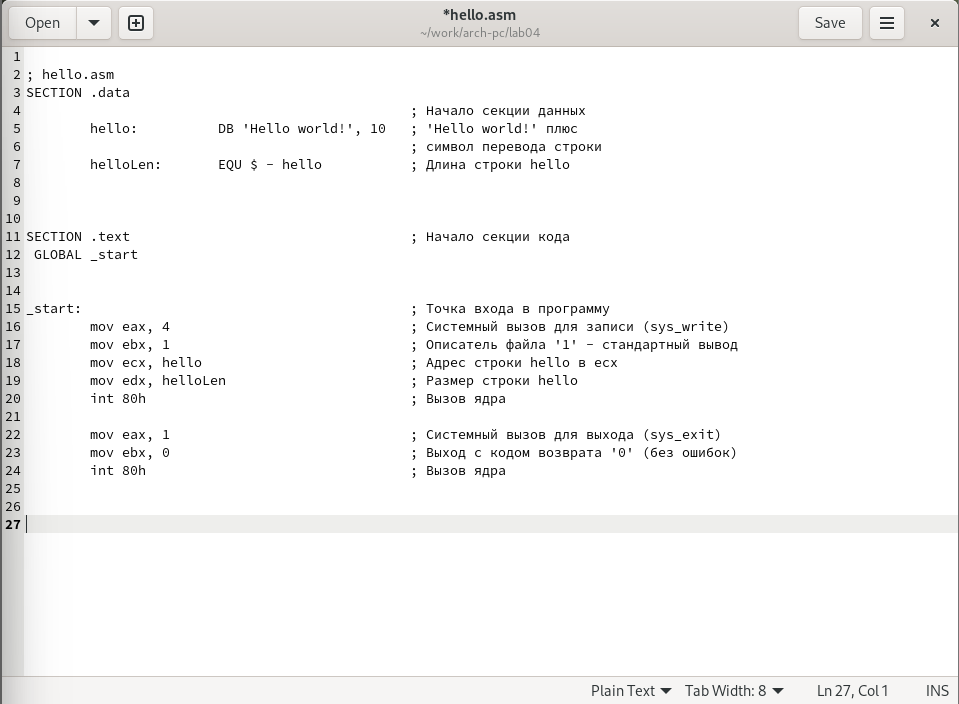 Open
*hello.asm
~/work/arch-pc/lab04
Save
1
2 ; hello.asm
3 SECTION .data
4 ; Начало секции данных
5 hello: DB 'Hello world!', 10 ; 'Hello world!' плюс
6 ; символ перевода строки
7 helloLen: EQU $ - hello ; Длина строки hello
8
9
10
11 SECTION .text ; Начало секции кода
12 GLOBAL _start
13
14
15 _start: ; Точка входа в программу
16 mov eax, 4 ; Системный вызов для записи (sys_write)
17 mov ebx, 1 ; Описатель файла '1' - стандартный вывод
18 mov ecx, hello ; Адрес строки hello в ecx
19 mov edx, helloLen ; Размер строки hello
20 int 80h ; Вызов ядра
21
22 mov eax, 1 ; Системный вызов для выхода (sys_exit)
23 mov ebx, 0 ; Выход с кодом возврата '0' (без ошибок)
24 int 80h ; Вызов ядра
25
26
27
Plain Text Tab Width: 8 Ln 27, Col 1 INS